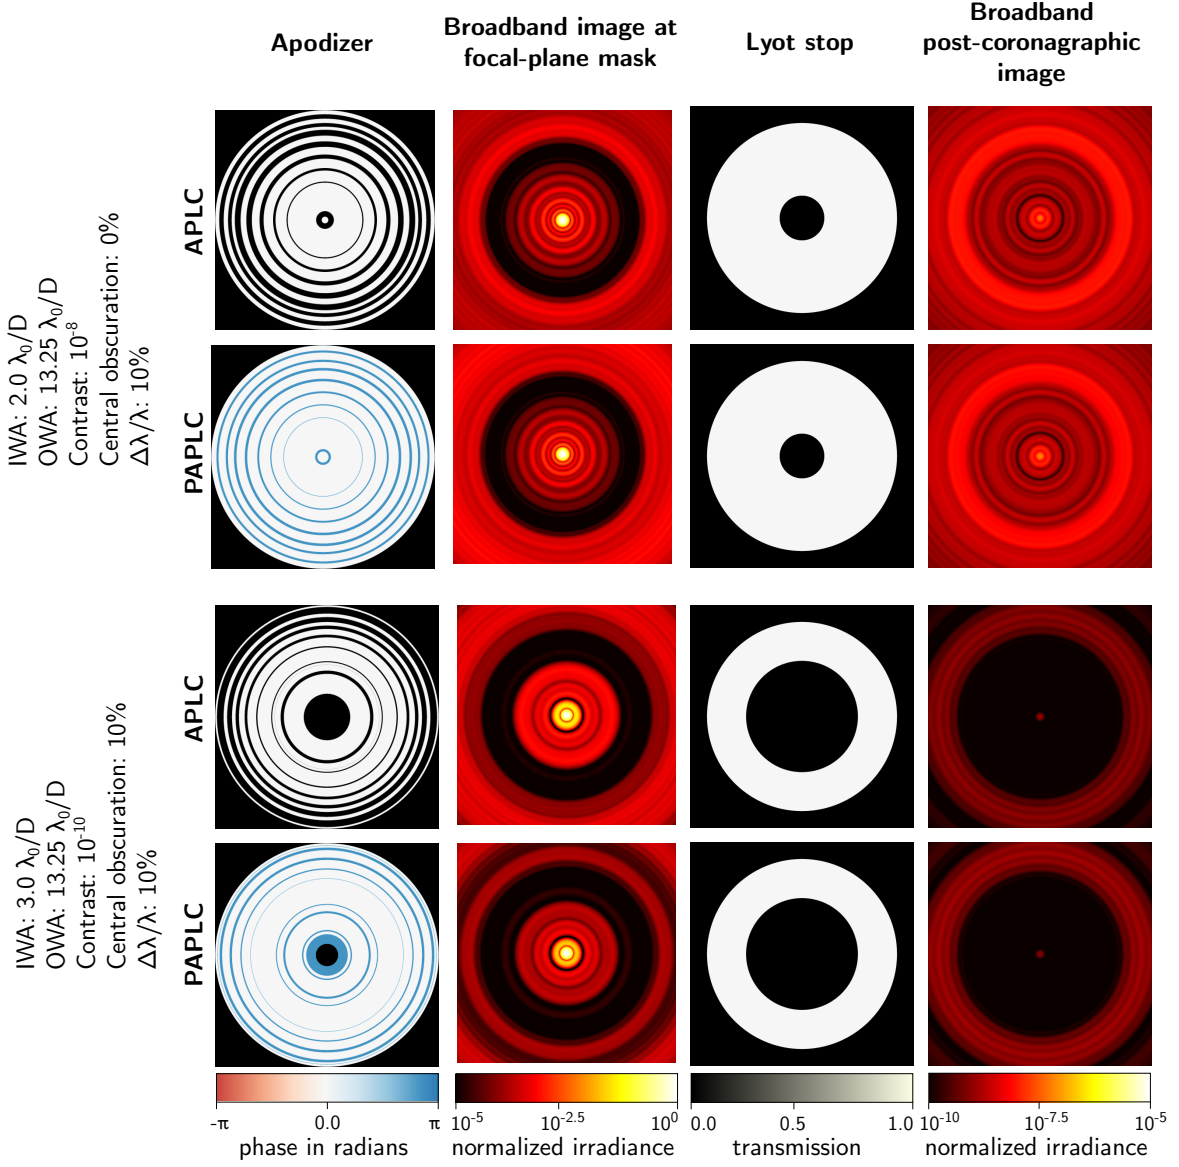 Apodizer
Broadband image at
focal-plane mask
Lyot stop
Broadband
post-coronagraphic
image
IWA: 2.0 λ₀/D
OWA: 13.25 λ₀/D
Contrast: 10⁻⁸
Central obscuration: 0%
Δλ/λ: 10%
APLC
PAPLC
IWA: 3.0 λ₀/D
OWA: 13.25 λ₀/D
Contrast: 10⁻¹⁰
Central obscuration: 10%
Δλ/λ: 10%
APLC
PAPLC
-π 0.0 π
phase in radians
10⁻⁵ 10⁻²·⁵ 10⁰
normalized irradiance
0.0 0.5 1.0
transmission
10⁻¹⁰ 10⁻⁷·⁵ 10⁻⁵
normalized irradiance